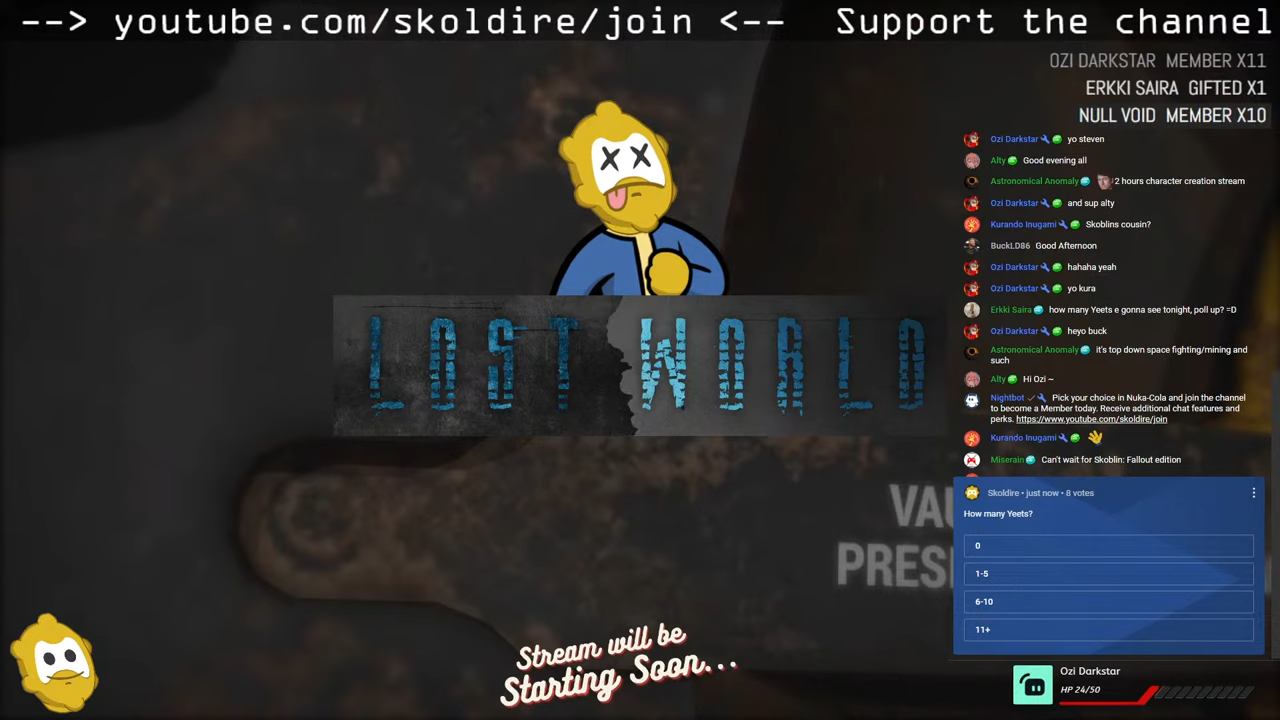 --> youtube.com/skoldire/join <-- Support the channel
OZI DARKSTAR MEMBER X11
ERKKI SAIRA GIFTED X1
NULL VOID MEMBER X10
Ozi Darkstar yo steven
Alty Good evening all
Astronomical Anomaly 2 hours character creation stream
Ozi Darkstar and sup alty
Kurando Inugami Skoblins cousin?
BuckLD86 Good Afternoon
Ozi Darkstar hahaha yeah
Ozi Darkstar yo kura
Erkki Saira how many Yeets e gonna see tonight, poll up? =D
Ozi Darkstar heyo buck
Astronomical Anomaly it's top down space fighting/mining and
such
Alty Hi Ozi ~
Nightbot Pick your choice in Nuka-Cola and join the channel
to become a Member today. Receive additional chat features and
perks. https://www.youtube.com/skoldire/join
Kurando Inugami
Miserain Can't wait for Skoblin: Fallout edition
LOST WORLD
Skoldire • just now • 8 votes
How many Yeets?
0
1-5
6-10
11+
Stream will be
Starting Soon...
Ozi Darkstar
HP 24/50